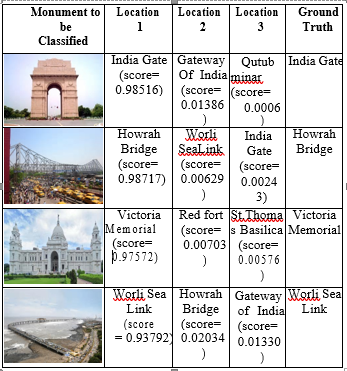 Monument to be Classified
Location 1
Location 2
Location 3
Ground Truth
India Gate (score= 0.98516)
Gateway Of India (score= 0.01386 )
Qutub minar (score= 0.0006 )
India Gate
Howrah Bridge (score= 0.98717)
Worli SeaLink (score= 0.00629 )
India Gate (score= 0.0024 3)
Howrah Bridge
Victoria Memorial (score= 0.97572)
Red fort (score= 0.00703 )
St.Thoma s Basilica (score= 0.00576 )
Victoria Memorial
Worli Sea Link (score = 0.93792)
Howrah Bridge (score= 0.02034 )
Gateway of India (score= 0.01330 )
Worli Sea Link